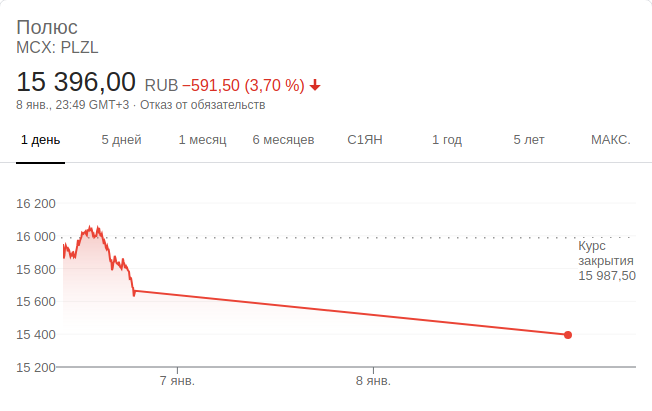 Полюс
MCX: PLZL
15 396,00 RUB −591,50 (3,70 %)
8 янв., 23:49 GMT+3 · Отказ от обязательств
1 день 5 дней 1 месяц 6 месяцев С1ЯН 1 год 5 лет МАКС.
16 200
16 000
Курс
закрытия
15 987,50
15 800
15 600
15 400
15 200
7 янв. 8 янв.